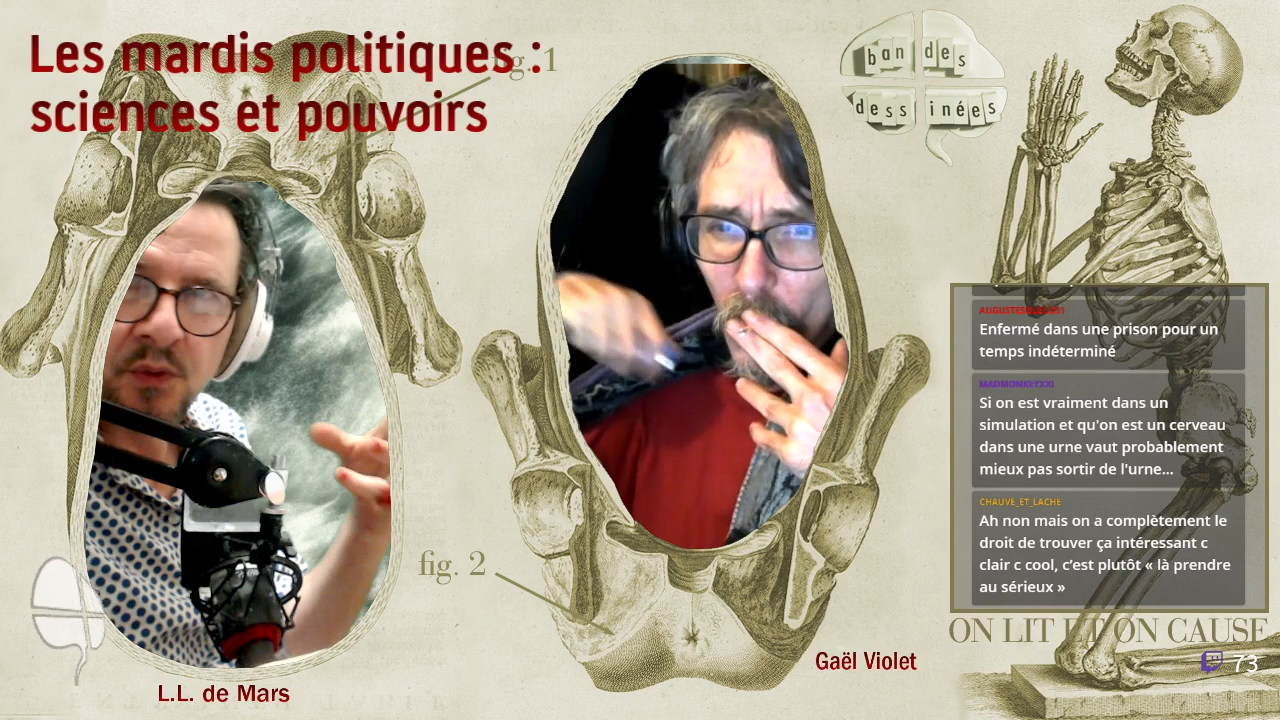 Les mardis politiques :
sciences et pouvoirs
fig. 1
ban des
dess inées
Enfermé dans une prison pour un
temps indéterminé
MADMONKEYXXI
Si on est vraiment dans un
simulation et qu'on est un cerveau
dans une urne vaut probablement
mieux pas sortir de l'urne...
CHAUVE_ET_LACHE
Ah non mais on a complètement le
droit de trouver ça intéressant c
clair c cool, c'est plutôt « là prendre
au sérieux »
fig. 2
ON LIT ET ON CAUSE
73
Gaël Violet
L.L. de Mars